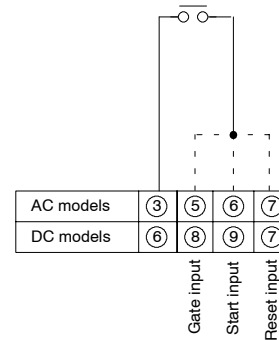 AC models ③ ⑤ ⑥ ⑦
DC models ⑥ ⑧ ⑨ ⑦
Gate input
Start input
Reset input